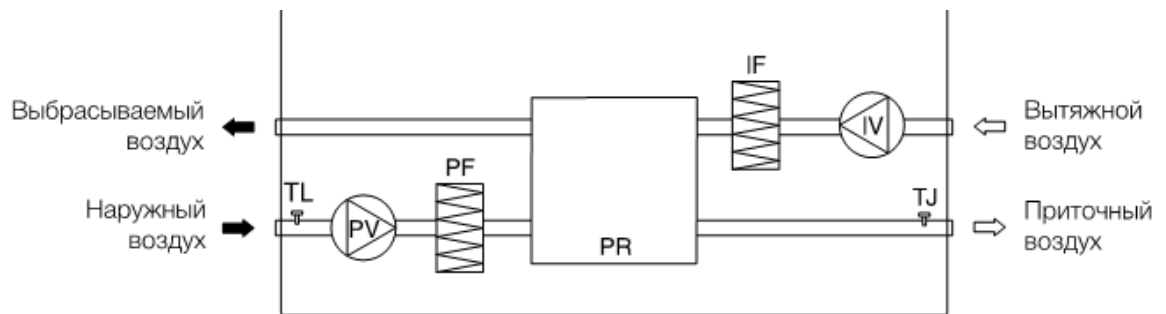 IF
Выбрасываемый
воздух
IV
Вытяжной
воздух
PF
TL
TJ
Наружный
воздух
PV
PR
Приточный
воздух